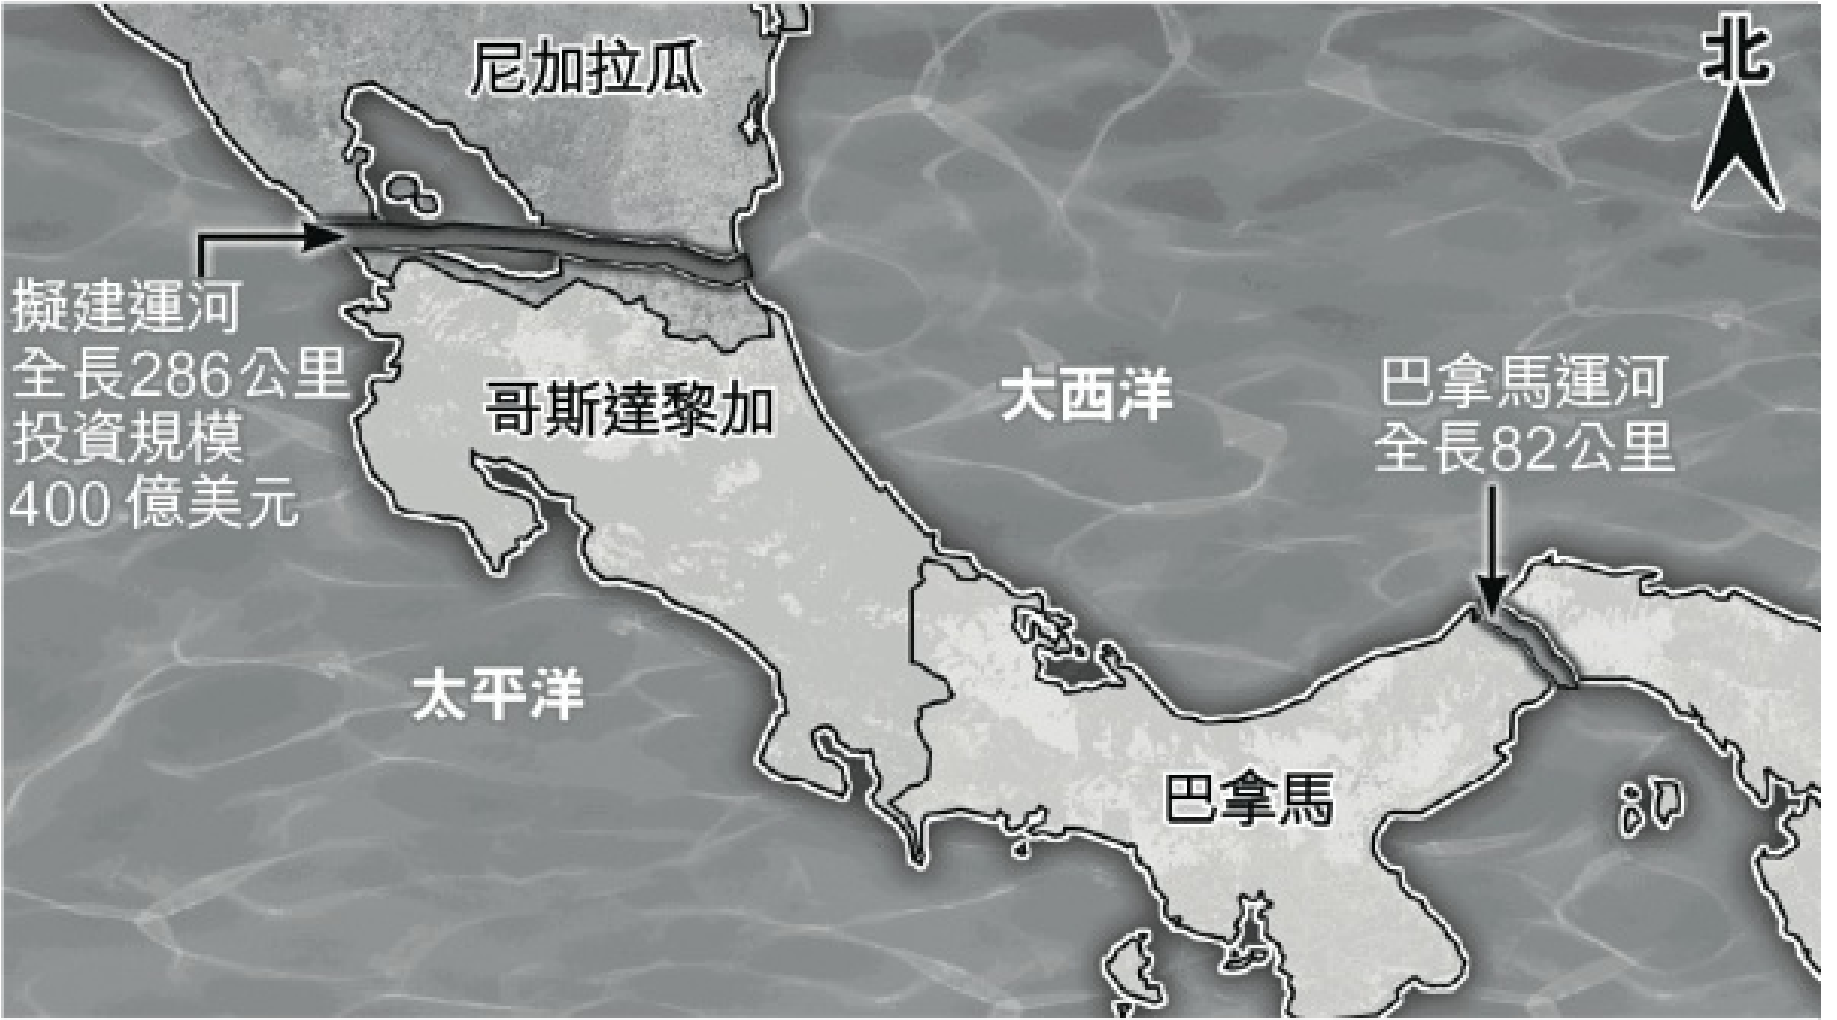 尼加拉瓜
北
擬建運河
全長286公里
投資規模
400億美元
哥斯達黎加
大西洋
巴拿馬運河
全長82公里
太平洋
巴拿馬